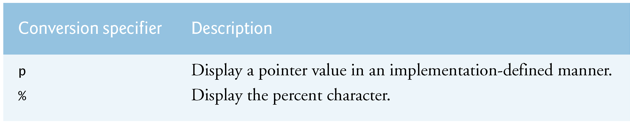 Conversion specifier Description
p Display a pointer value in an implementation-defined manner.
% Display the percent character.